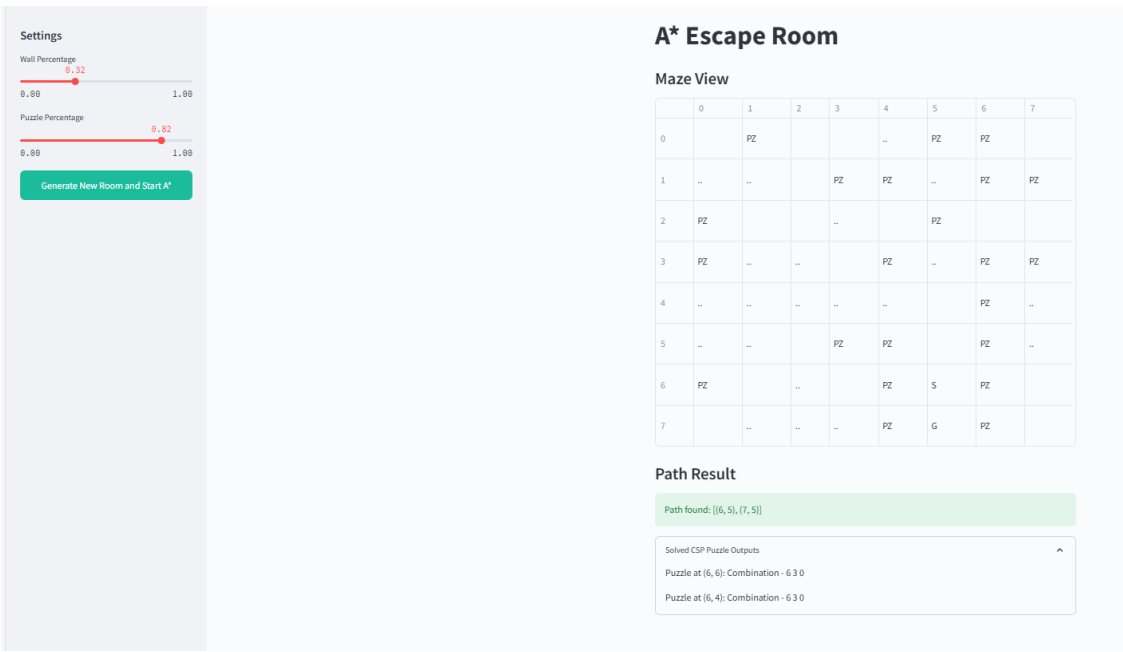 Settings
Wall Percentage
0.32
0.00 1.00
Puzzle Percentage
0.82
0.00 1.00
Generate New Room and Start A*
A* Escape Room
Maze View
0 1 2 3 4 5 6 7
0 PZ .. PZ PZ
1 .. .. PZ PZ .. PZ PZ
2 PZ .. PZ
3 PZ .. .. PZ .. PZ PZ
4 .. .. .. .. .. PZ ..
5 .. .. PZ PZ PZ ..
6 PZ .. PZ S PZ
7 .. .. .. PZ G PZ
Path Result
Path found: [(6, 5), (7, 5)]
Solved CSP Puzzle Outputs
Puzzle at (6, 6): Combination - 6 3 0
Puzzle at (6, 4): Combination - 6 3 0